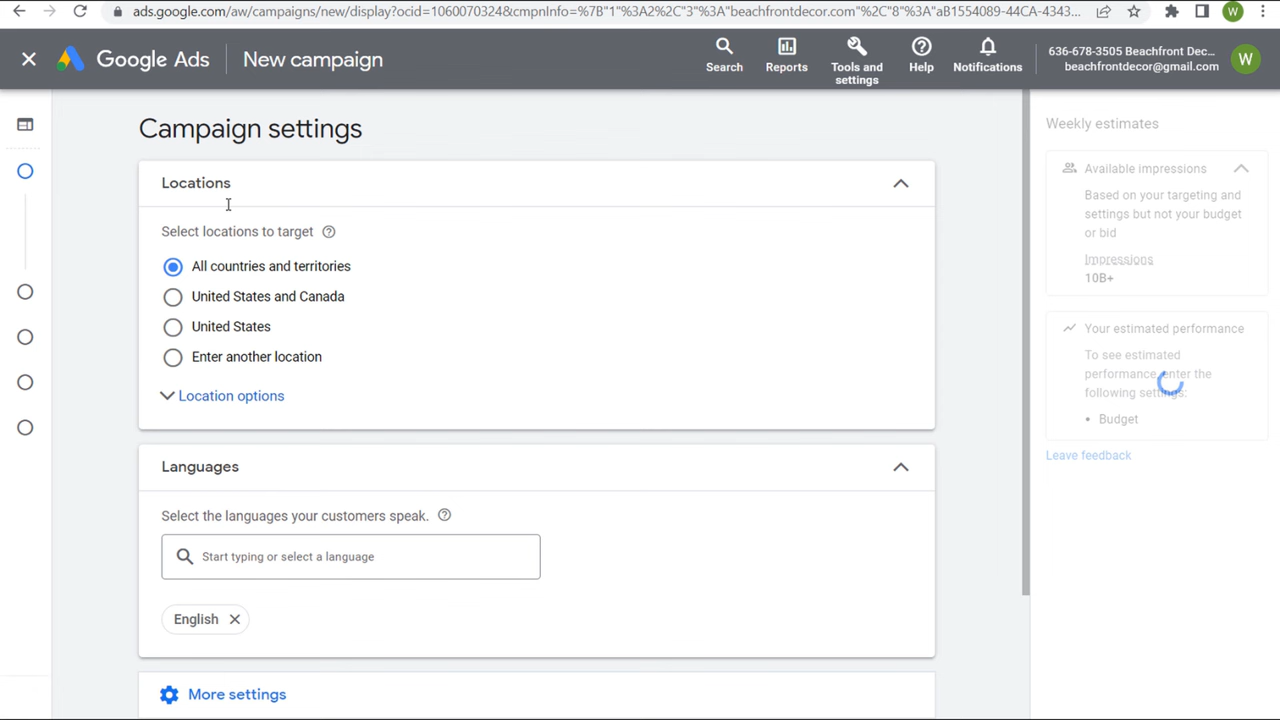 ads.google.com/aw/campaigns/new/display?ocid=1060070324&cmpnInfo=%7B"1"%3A2%2C"3"%3A"beachfrontdecor.com"%2C"8"%3A"aB1554089-44CA-4343...
W
Google Ads
New campaign
Search
Reports
Tools and
settings
Help
Notifications
636-678-3505 Beachfront Dec...
beachfrontdecor@gmail.com
W
Campaign settings
Locations
Select locations to target
All countries and territories
United States and Canada
United States
Enter another location
Location options
Languages
Select the languages your customers speak.
Start typing or select a language
English
More settings
Weekly estimates
Available impressions
Based on your targeting and
settings but not your budget
or bid
Impressions
10B+
Your estimated performance
To see estimated
performance, enter the
following settings:
• Budget
Leave feedback